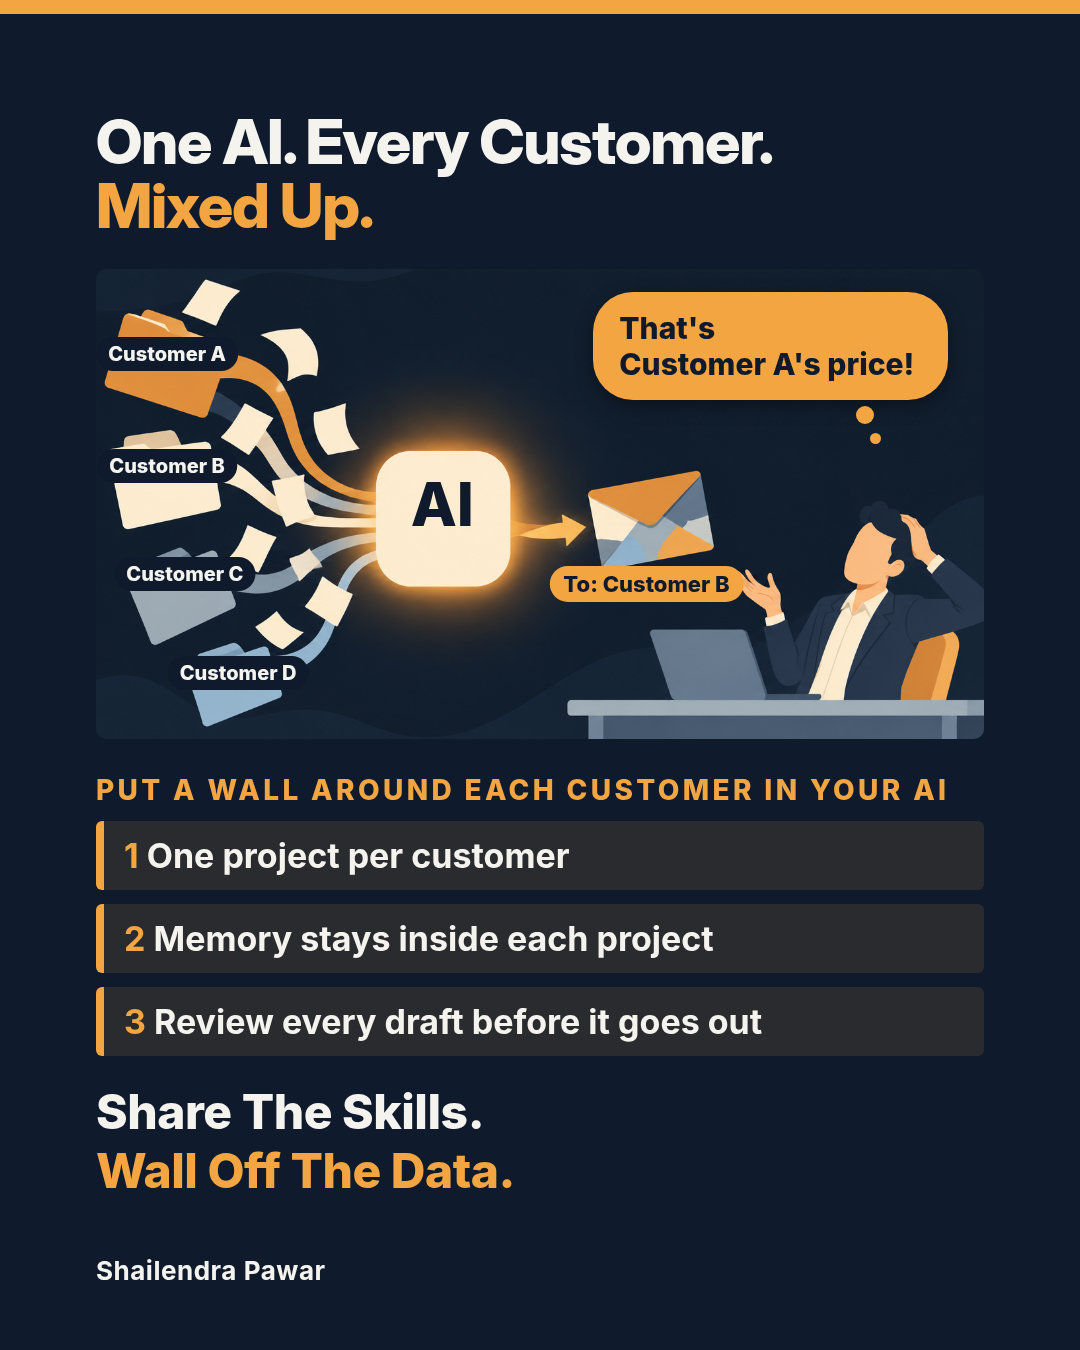 One AI. Every Customer.
Mixed Up.
Customer A
Customer B
Customer C
Customer D
AI
That's
Customer A's price!
To: Customer B
PUT A WALL AROUND EACH CUSTOMER IN YOUR AI
1 One project per customer
2 Memory stays inside each project
3 Review every draft before it goes out
Share The Skills.
Wall Off The Data.
Shailendra Pawar